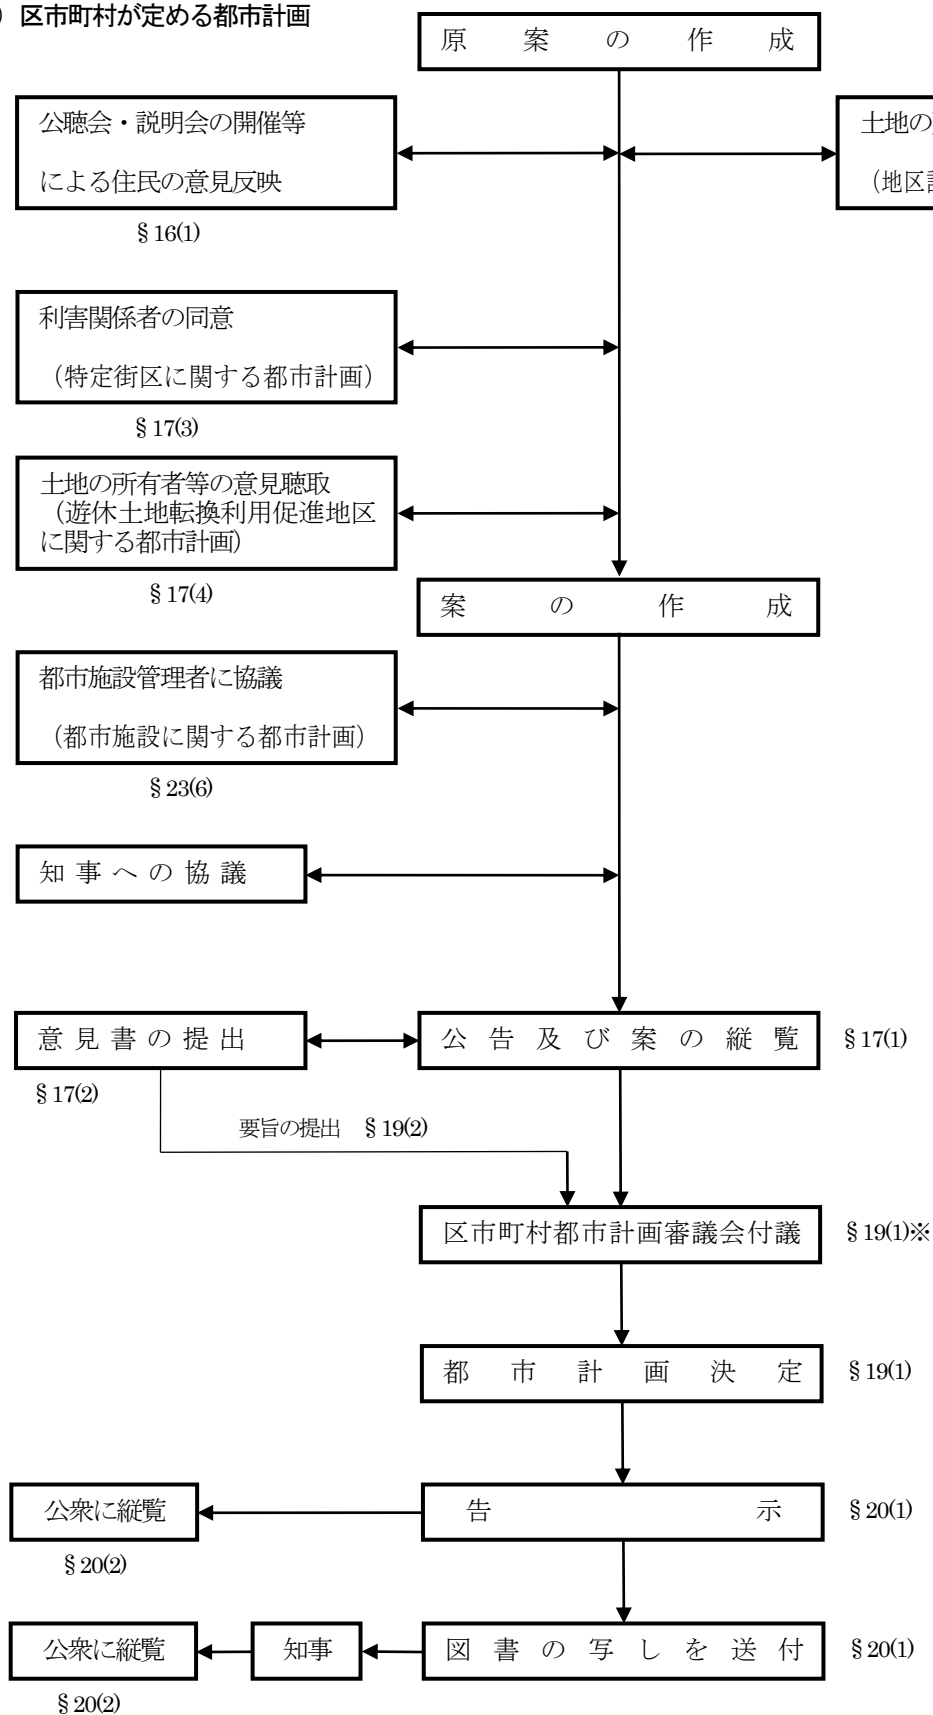 ) 区市町村が定める都市計画
原案の作成
公聴会・説明会の開催等
による住民の意見反映
§16(1)
土地の
（地区
利害関係者の同意
（特定街区に関する都市計画）
§17(3)
土地の所有者等の意見聴取
（遊休土地転換利用促進地区
に関する都市計画）
§17(4)
案の作成
都市施設管理者に協議
（都市施設に関する都市計画）
§23(6)
知事への協議
意見書の提出
公告及び案の縦覧
§17(1)
§17(2)
要旨の提出 §19(2)
区市町村都市計画審議会付議
§19(1)※
都市計画決定
§19(1)
公衆に縦覧
告示
§20(1)
§20(2)
公衆に縦覧
知事
図書の写しを送付
§20(1)
§20(2)